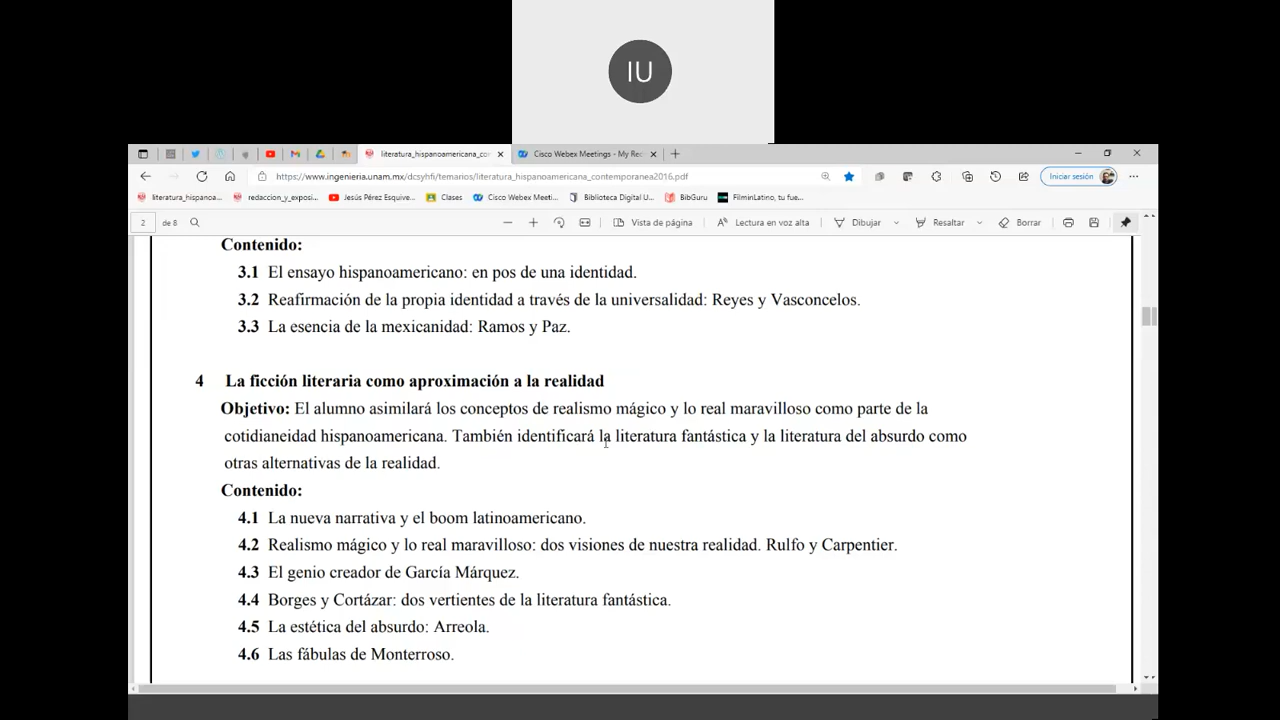 IU
literatura_hispanoamericana_co
Cisco Webex Meetings - My Rec
https://www.ingenieria.unam.mx/dcsyhfi/temarios/literatura_hispanoamericana_contemporanea2016.pdf
Iniciar sesión
literatura_hispanoa...
redaccion_y_exposi...
Jesús Pérez Esquive...
Clases
Cisco Webex Meeti...
Biblioteca Digital U...
BibGuru
FilminLatino, tu fue...
2 de 8
Vista de página
Lectura en voz alta
Dibujar
Resaltar
Borrar
Contenido:
3.1 El ensayo hispanoamericano: en pos de una identidad.
3.2 Reafirmación de la propia identidad a través de la universalidad: Reyes y Vasconcelos.
3.3 La esencia de la mexicanidad: Ramos y Paz.
4 La ficción literaria como aproximación a la realidad
Objetivo: El alumno asimilará los conceptos de realismo mágico y lo real maravilloso como parte de la
cotidianeidad hispanoamericana. También identificará la literatura fantástica y la literatura del absurdo como
otras alternativas de la realidad.
Contenido:
4.1 La nueva narrativa y el boom latinoamericano.
4.2 Realismo mágico y lo real maravilloso: dos visiones de nuestra realidad. Rulfo y Carpentier.
4.3 El genio creador de García Márquez.
4.4 Borges y Cortázar: dos vertientes de la literatura fantástica.
4.5 La estética del absurdo: Arreola.
4.6 Las fábulas de Monterroso.